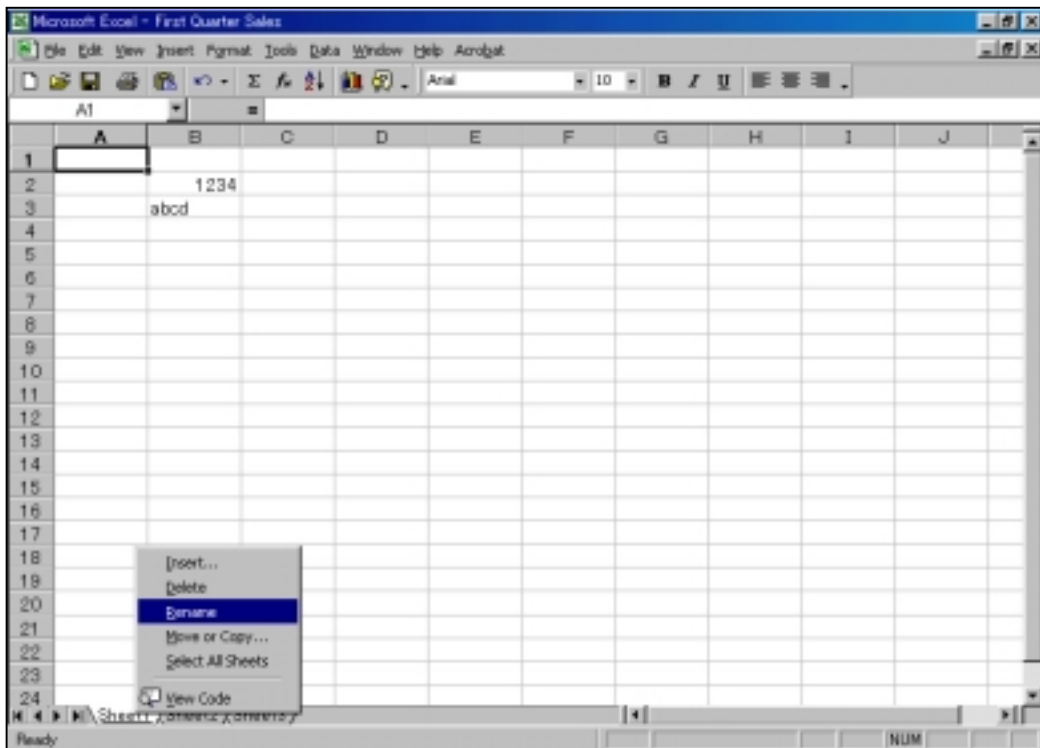 Microsoft Excel - First Quarter Sales
File Edit View Insert Format Tools Data Window Help Acrobat
Σ Arial 10 B I U
A1 =
A B C D E F G H I J
1
2 1234
3 abcd
4
5
6
7
8
9
10
11
12
13
14
15
16
17
18
19
20
21
22
23
24
Insert...
Delete
Rename
Move or Copy...
Select All Sheets
View Code
Sheet1 Sheet2 Sheet3
Ready NUM